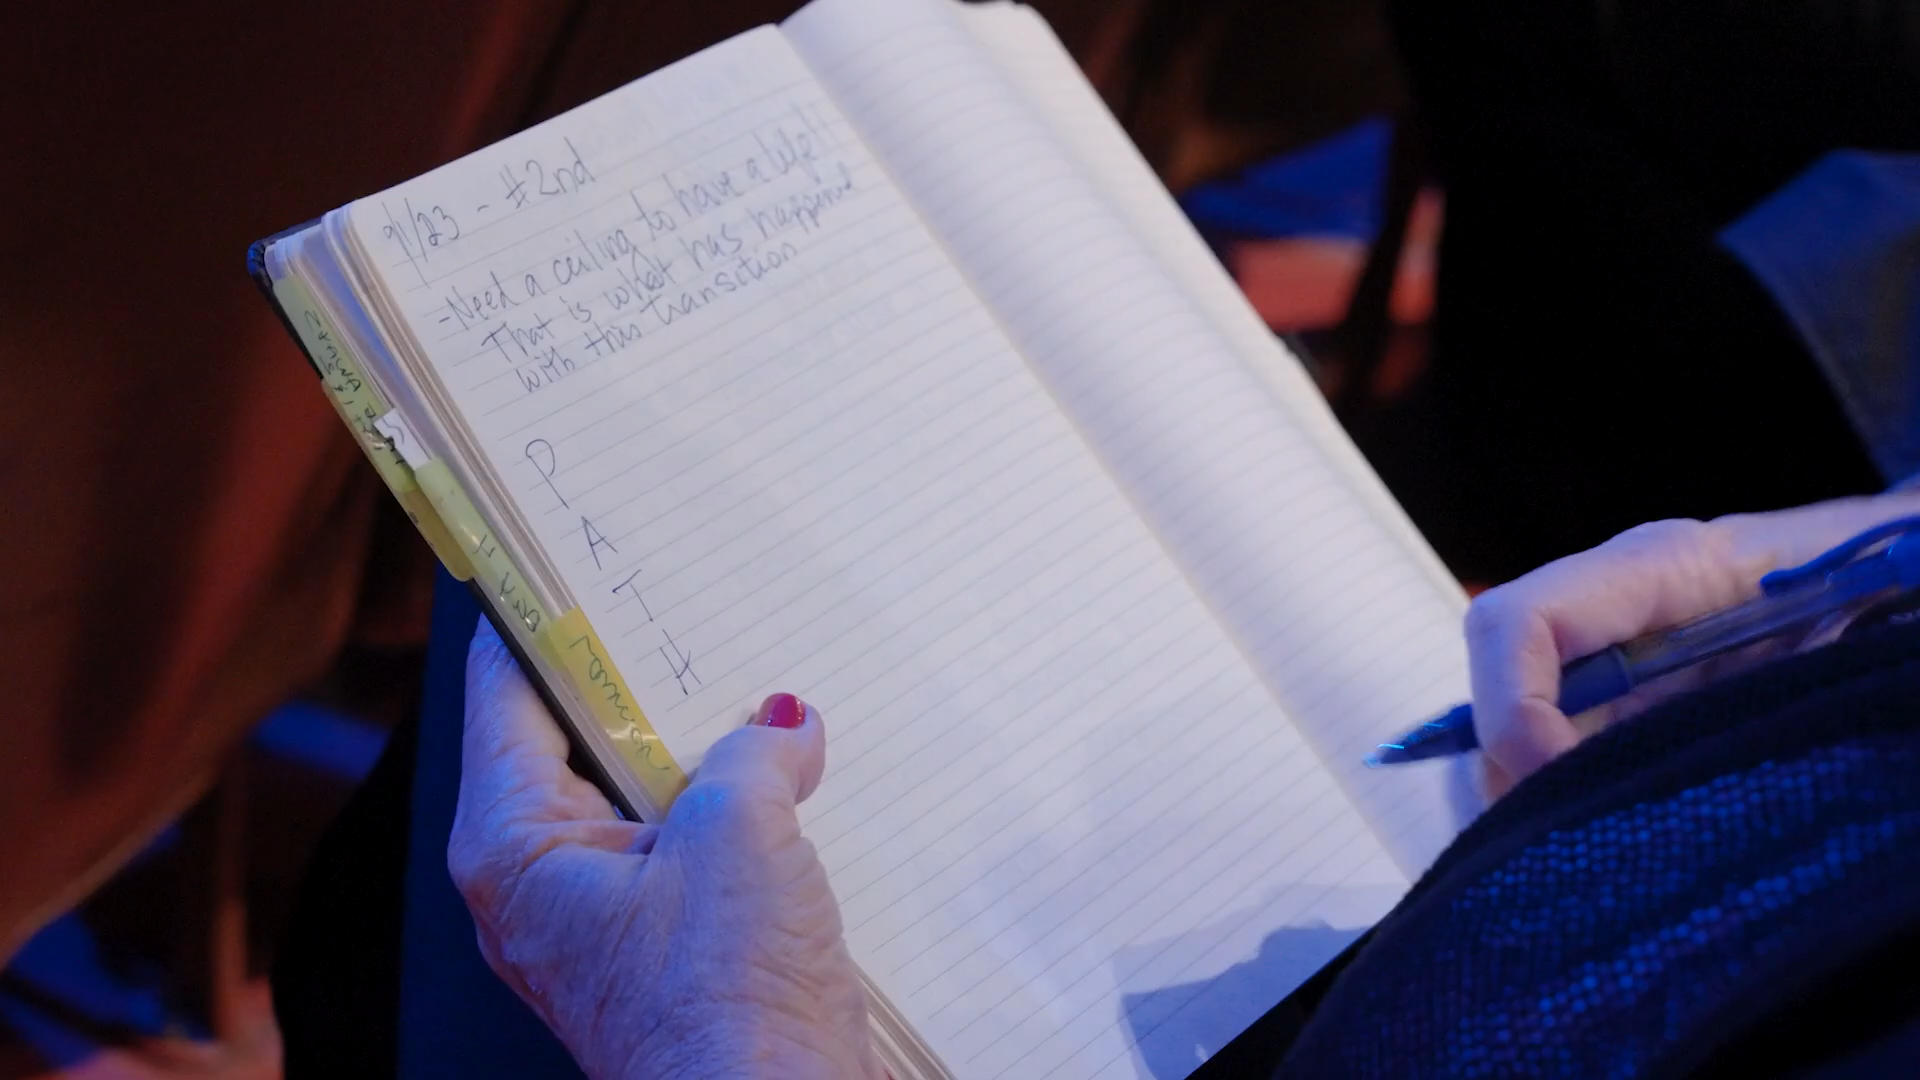 9/23 - #2nd
-Need a ceiling to have a life!!
That is what has happened
with this transition
P
A
T
H